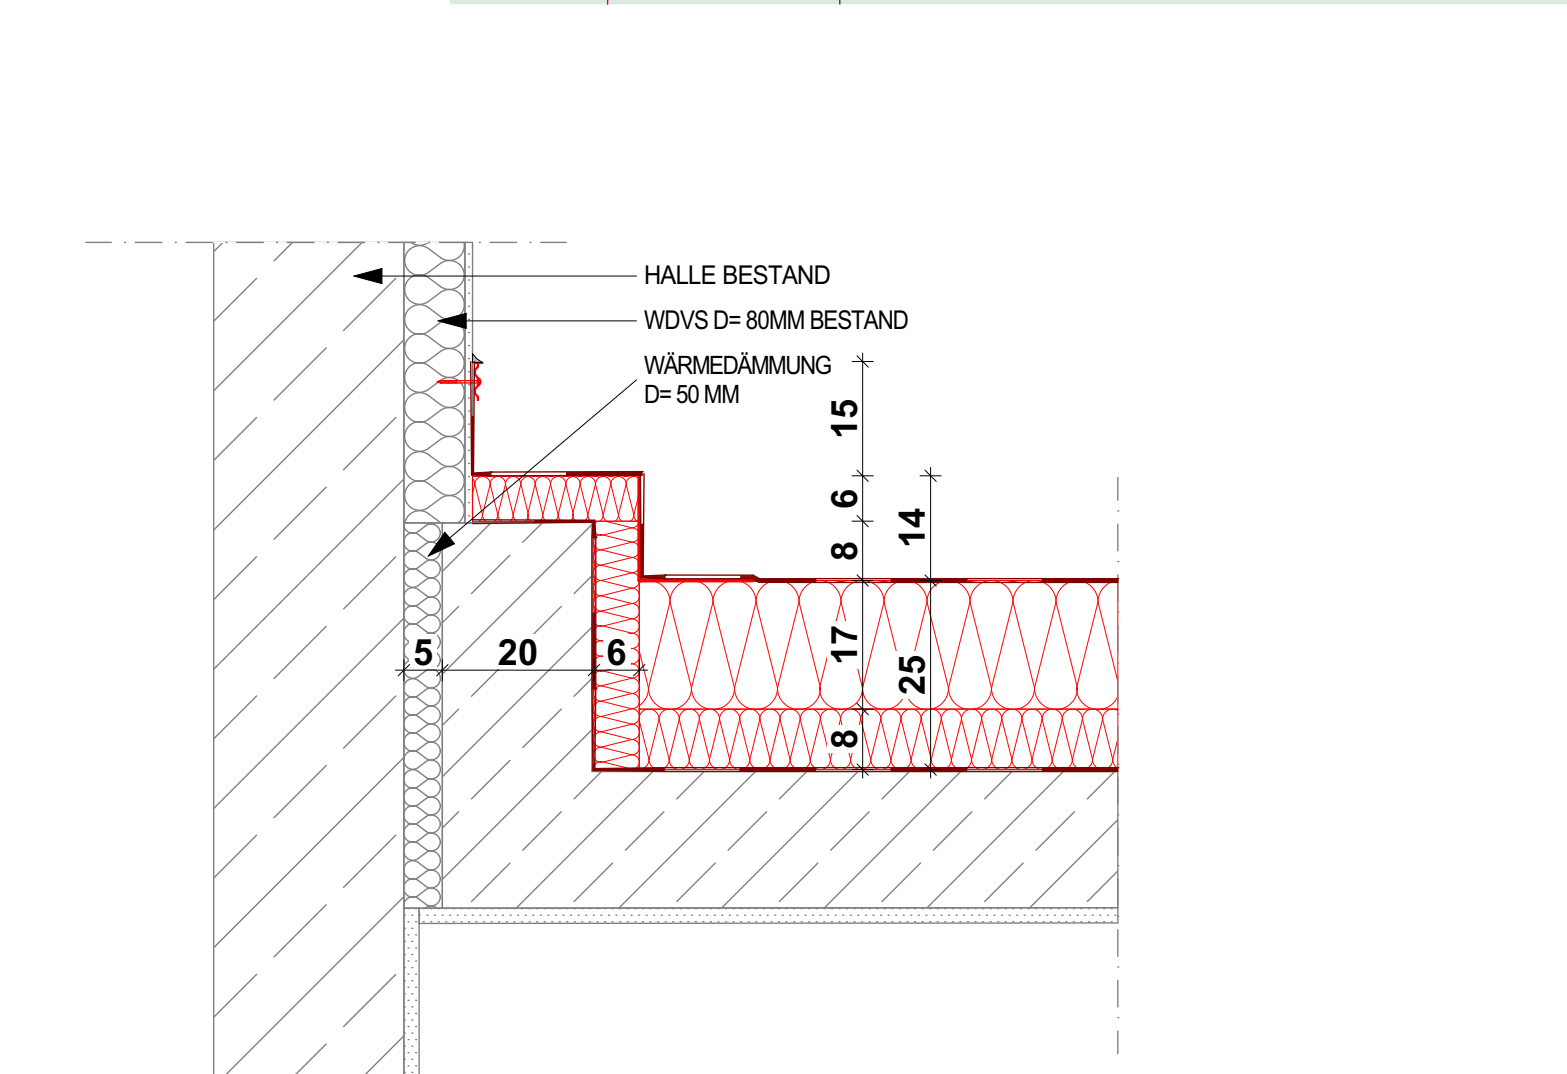 HALLE BESTAND
WDVS D= 80MM BESTAND
WÄRMEDÄMMUNG
D= 50 MM
15
6
14
8
5
20
6
17
25
8